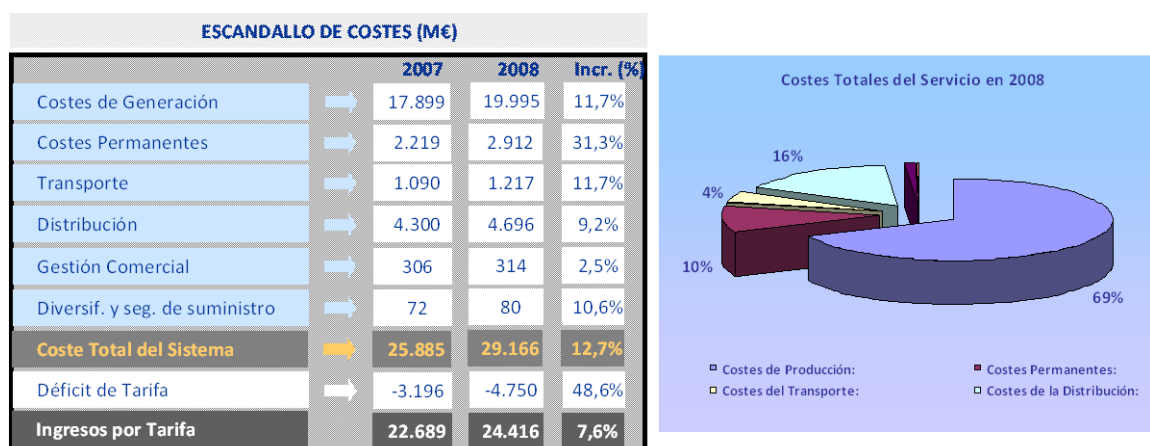 ESCANDALLO DE COSTES (M€)
2007 2008 Incr. (%)
Costes de Generación 17.899 19.995 11,7%
Costes Permanentes 2.219 2.912 31,3%
Transporte 1.090 1.217 11,7%
Distribución 4.300 4.696 9,2%
Gestión Comercial 306 314 2,5%
Diversif. y seg. de suministro 72 80 10,6%
Coste Total del Sistema 25.885 29.166 12,7%
Déficit de Tarifa -3.196 -4.750 48,6%
Ingresos por Tarifa 22.689 24.416 7,6%
Costes Totales del Servicio en 2008
16%
4%
10%
69%
Costes de Producción: Costes Permanentes:
Costes del Transporte: Costes de la Distribución: